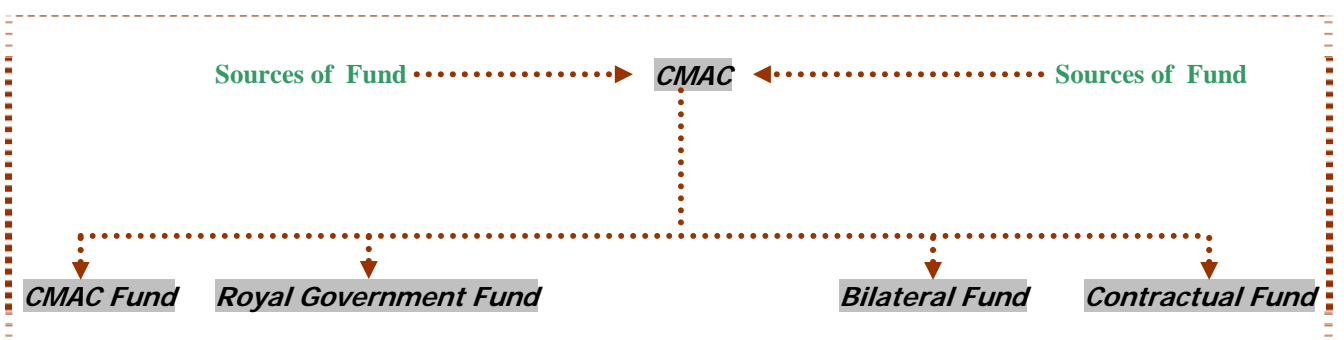 Sources of Fund CMAC Sources of Fund
CMAC Fund Royal Government Fund Bilateral Fund Contractual Fund